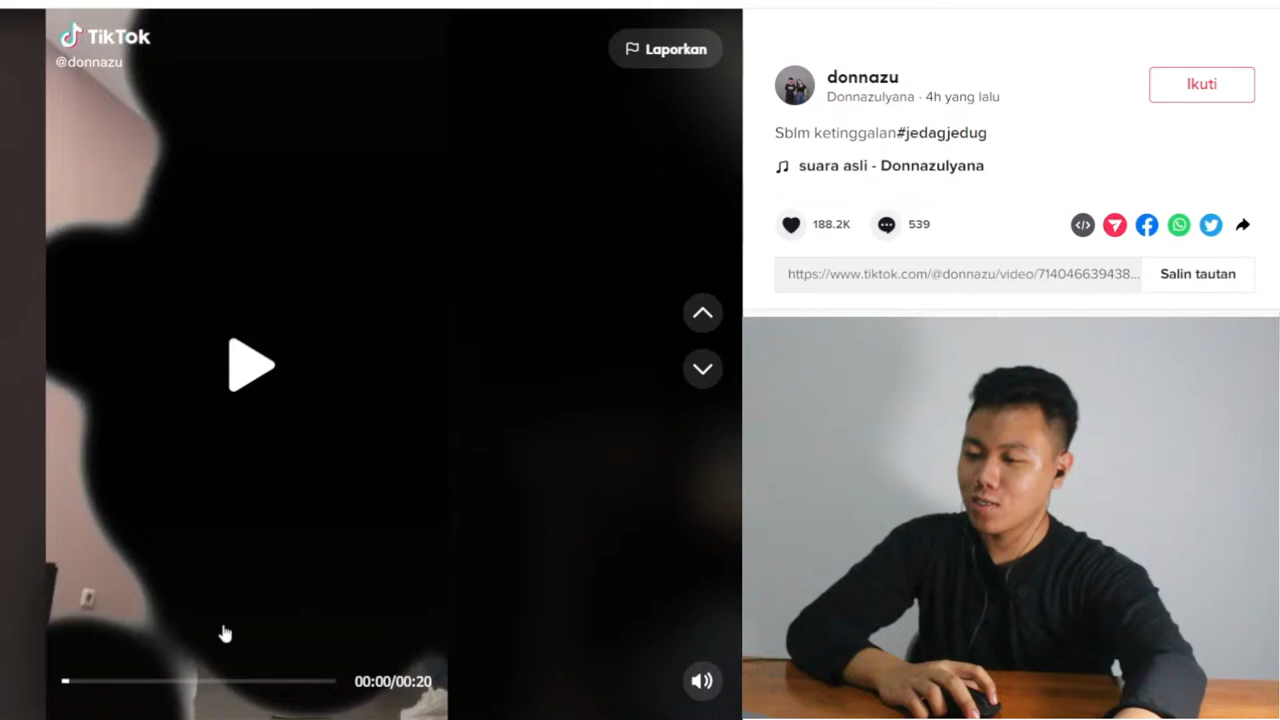 TikTok
@donnazu
Laporkan
00:00/00:20
donnazu
Donnazulyana · 4h yang lalu
Ikuti
Sblm ketinggalan#jedagjedug
suara asli - Donnazulyana
188.2K
539
https://www.tiktok.com/@donnazu/video/714046639438...
Salin tautan